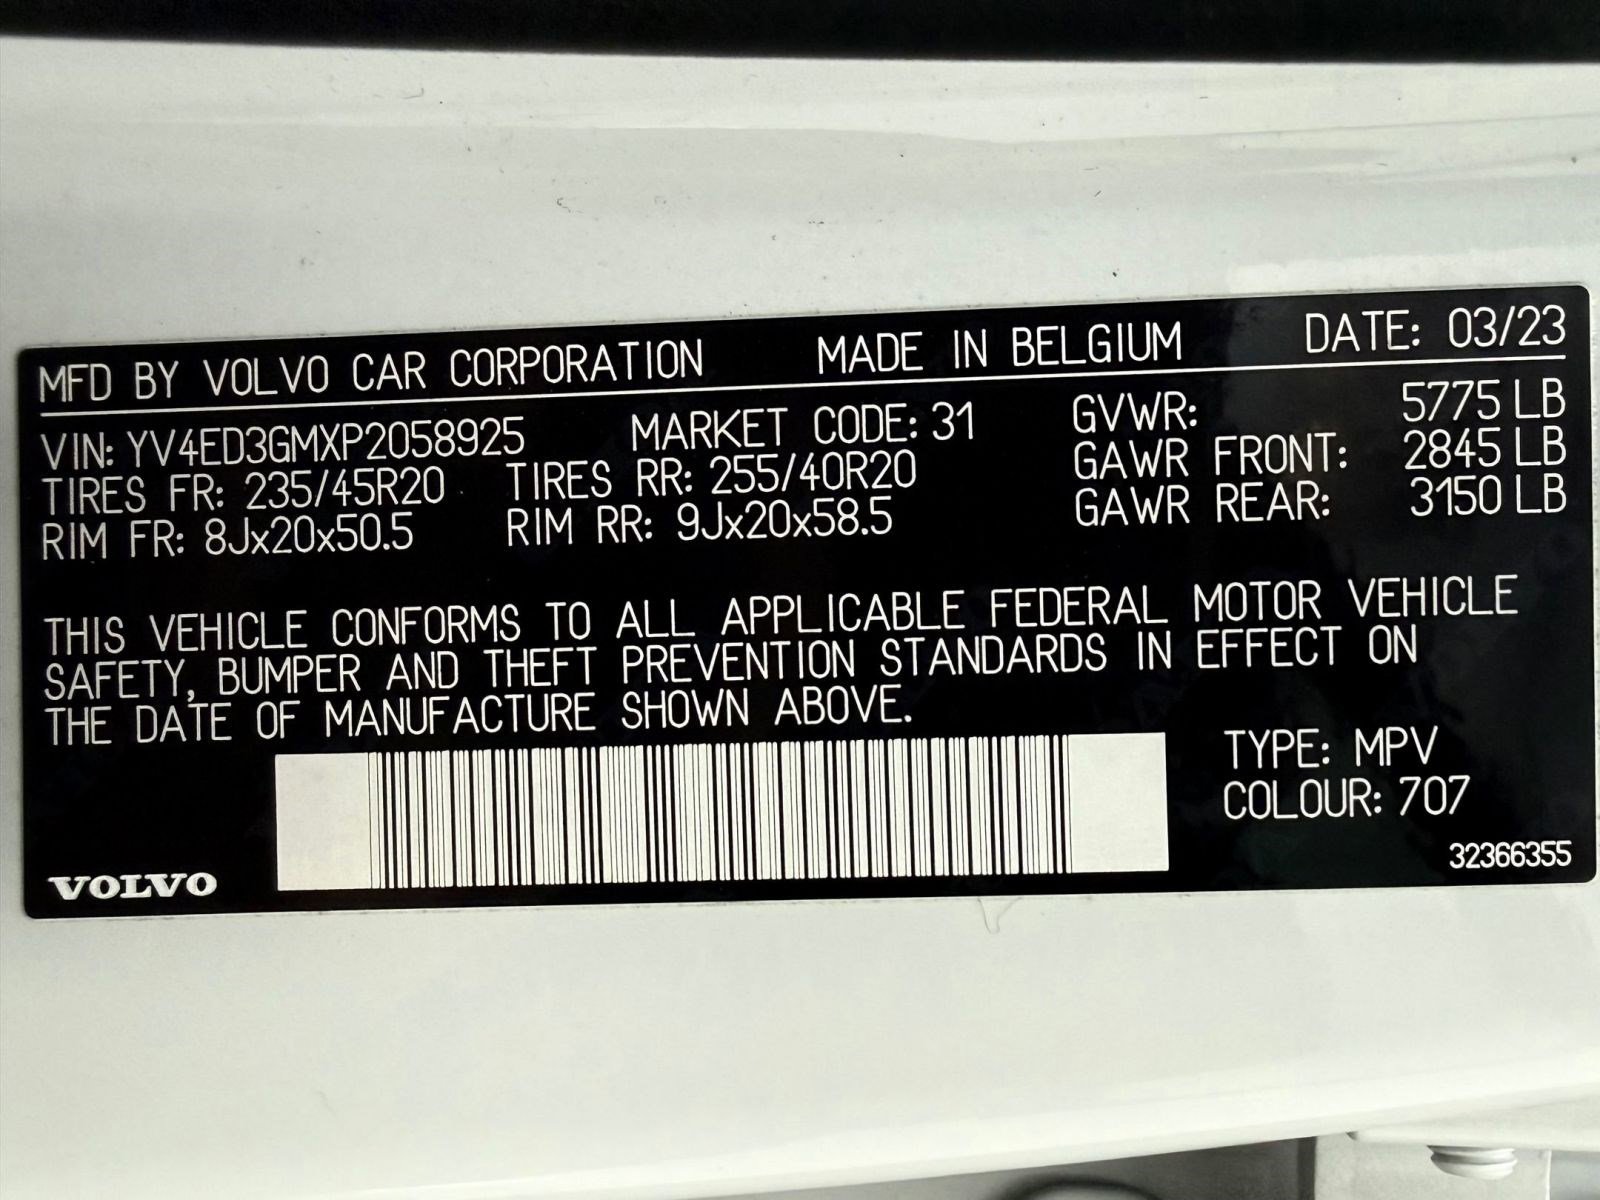 MFD BY VOLVO CAR CORPORATION MADE IN BELGIUM DATE: 03/23
VIN: YV4ED3GMXP2058925 MARKET CODE: 31 GVWR: 5775 LB
TIRES FR: 235/45R20 TIRES RR: 255/40R20 GAWR FRONT: 2845 LB
RIM FR: 8Jx20x50.5 RIM RR: 9Jx20x58.5 GAWR REAR: 3150 LB
THIS VEHICLE CONFORMS TO ALL APPLICABLE FEDERAL MOTOR VEHICLE
SAFETY, BUMPER AND THEFT PREVENTION STANDARDS IN EFFECT ON
THE DATE OF MANUFACTURE SHOWN ABOVE.
TYPE: MPV
COLOUR: 707
32366355
VOLVO